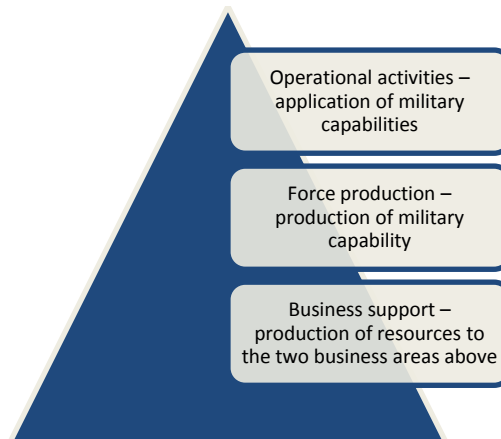 Operational activities –
application of military
capabilities
Force production –
production of military
capability
Business support –
production of resources to
the two business areas above